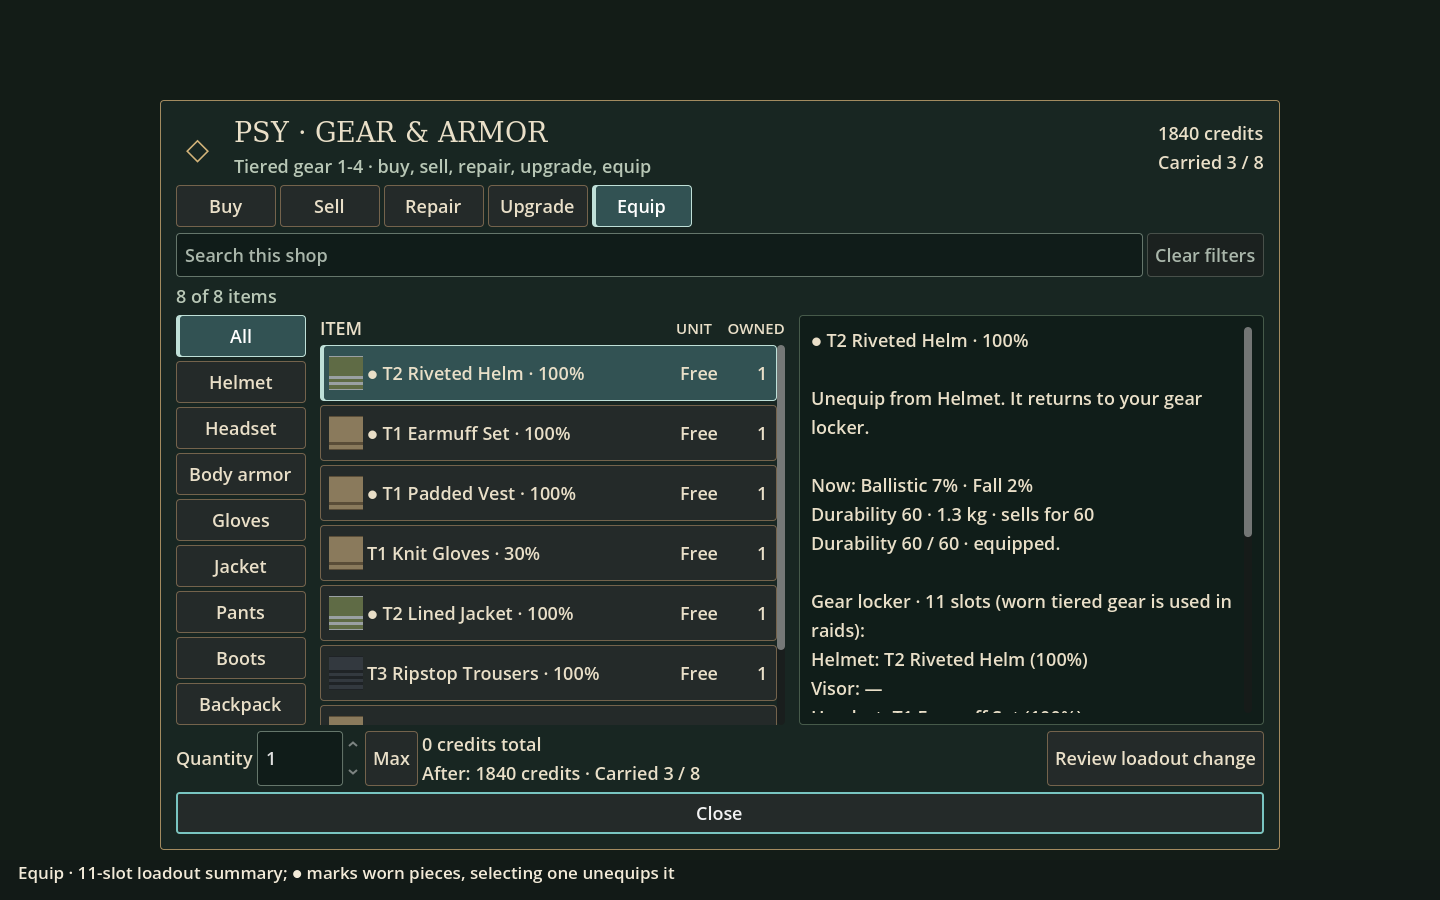 PSY · GEAR & ARMOR
Tiered gear 1-4 · buy, sell, repair, upgrade, equip
1840 credits
Carried 3 / 8
Buy
Sell
Repair
Upgrade
Equip
Search this shop
Clear filters
8 of 8 items
All
Helmet
Headset
Body armor
Gloves
Jacket
Pants
Boots
Backpack
ITEM UNIT OWNED
● T2 Riveted Helm · 100% Free 1
● T1 Earmuff Set · 100% Free 1
● T1 Padded Vest · 100% Free 1
T1 Knit Gloves · 30% Free 1
● T2 Lined Jacket · 100% Free 1
T3 Ripstop Trousers · 100% Free 1
● T2 Riveted Helm · 100%
Unequip from Helmet. It returns to your gear
locker.
Now: Ballistic 7% · Fall 2%
Durability 60 · 1.3 kg · sells for 60
Durability 60 / 60 · equipped.
Gear locker · 11 slots (worn tiered gear is used in
raids):
Helmet: T2 Riveted Helm (100%)
Visor: —
Quantity 1
Max
0 credits total
After: 1840 credits · Carried 3 / 8
Review loadout change
Close
Equip · 11-slot loadout summary; ● marks worn pieces, selecting one unequips it